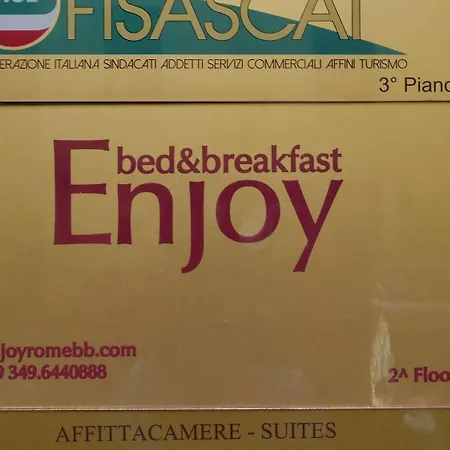 FISASCAT
ERAZIONE ITALIANA SINDACATI ADDETTI SERVIZI COMMERCIALI AFFINI TURISMO
3° Piano
bed&breakfast
Enjoy
joyromebb.com
349.6440888
2^ Floo
AFFITTACAMERE - SUITES